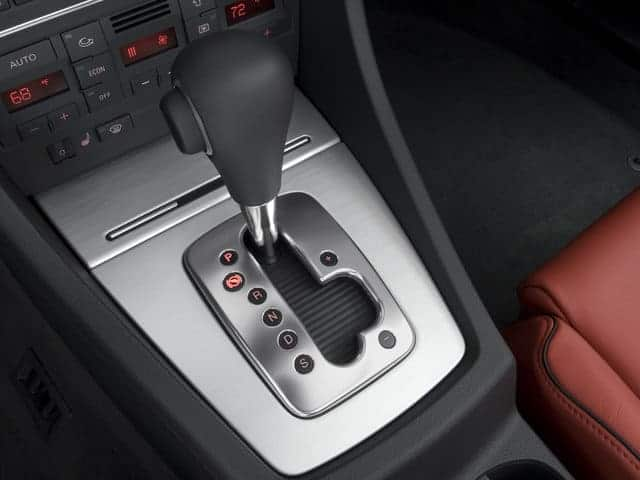 72 °F
AUTO
ECON
68 °F
OFF
+
-
+
P
R
N
D
S
+
-